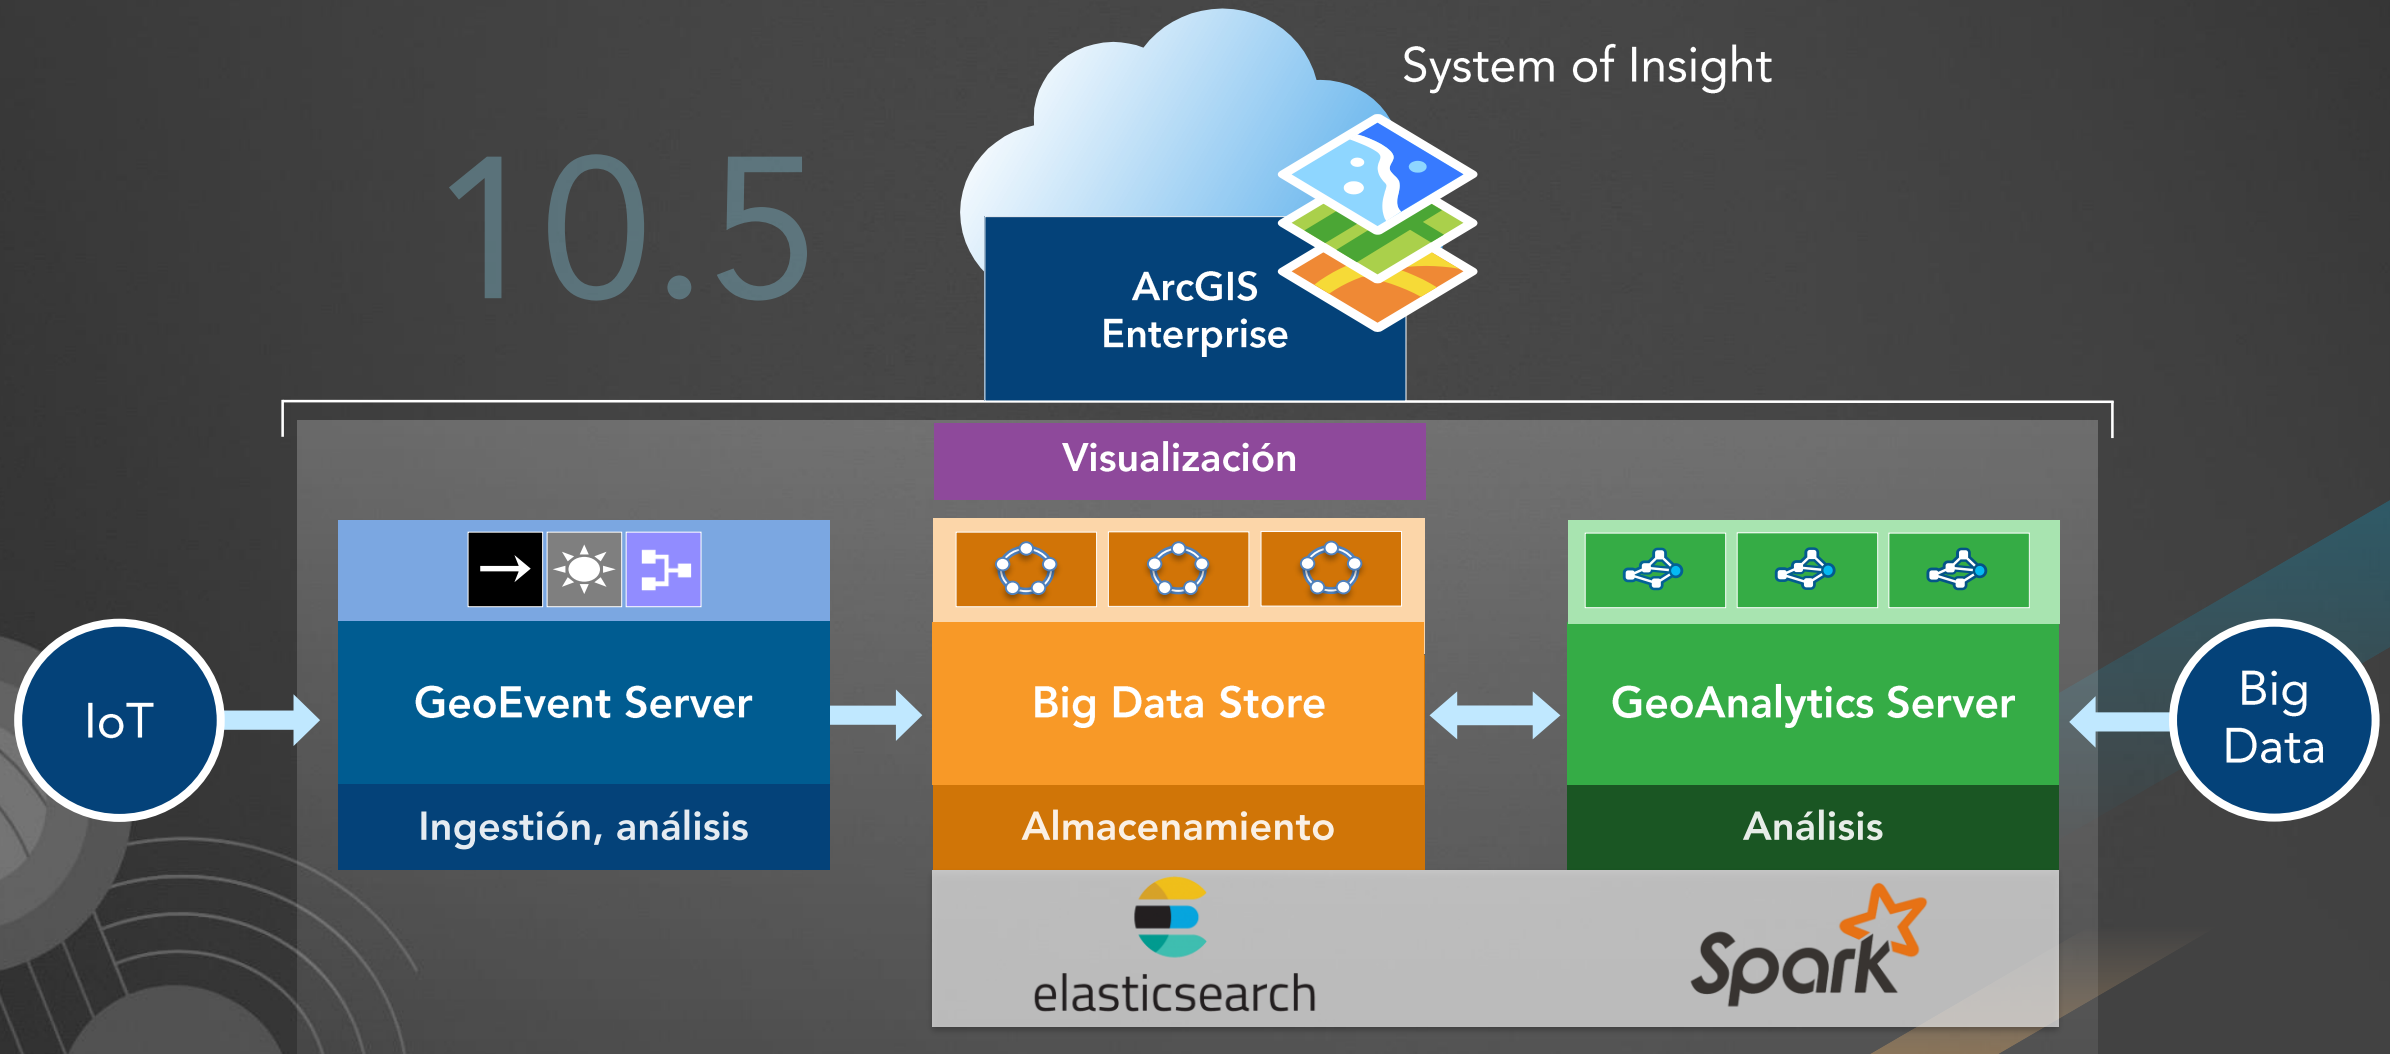 System of Insight
10.5
ArcGIS
Enterprise
Visualización
IoT
GeoEvent Server
Big Data Store
GeoAnalytics Server
Big
Data
Ingestión, análisis
Almacenamiento
Análisis
elasticsearch
Spark